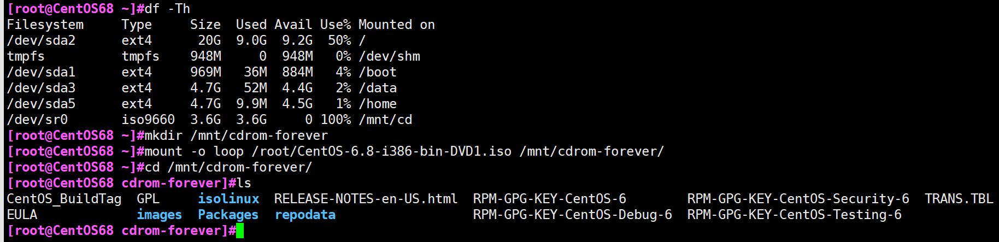 [root@CentOS68 ~]#df -Th
Filesystem     Type     Size  Used Avail Use% Mounted on
/dev/sda2      ext4      20G  9.0G  9.2G  50% /
tmpfs          tmpfs    948M     0  948M   0% /dev/shm
/dev/sda1      ext4     969M   36M  884M   4% /boot
/dev/sda3      ext4     4.7G   52M  4.4G   2% /data
/dev/sda5      ext4     4.7G  9.9M  4.5G   1% /home
/dev/sr0       iso9660  3.6G  3.6G     0 100% /mnt/cd
[root@CentOS68 ~]#mkdir /mnt/cdrom-forever
[root@CentOS68 ~]#mount -o loop /root/CentOS-6.8-i386-bin-DVD1.iso /mnt/cdrom-forever/
[root@CentOS68 ~]#cd /mnt/cdrom-forever/
[root@CentOS68 cdrom-forever]#ls
CentOS_BuildTag  GPL     isolinux  RELEASE-NOTES-en-US.html  RPM-GPG-KEY-CentOS-6        RPM-GPG-KEY-CentOS-Security-6  TRANS.TBL
EULA             images  Packages  repodata                  RPM-GPG-KEY-CentOS-Debug-6  RPM-GPG-KEY-CentOS-Testing-6
[root@CentOS68 cdrom-forever]#